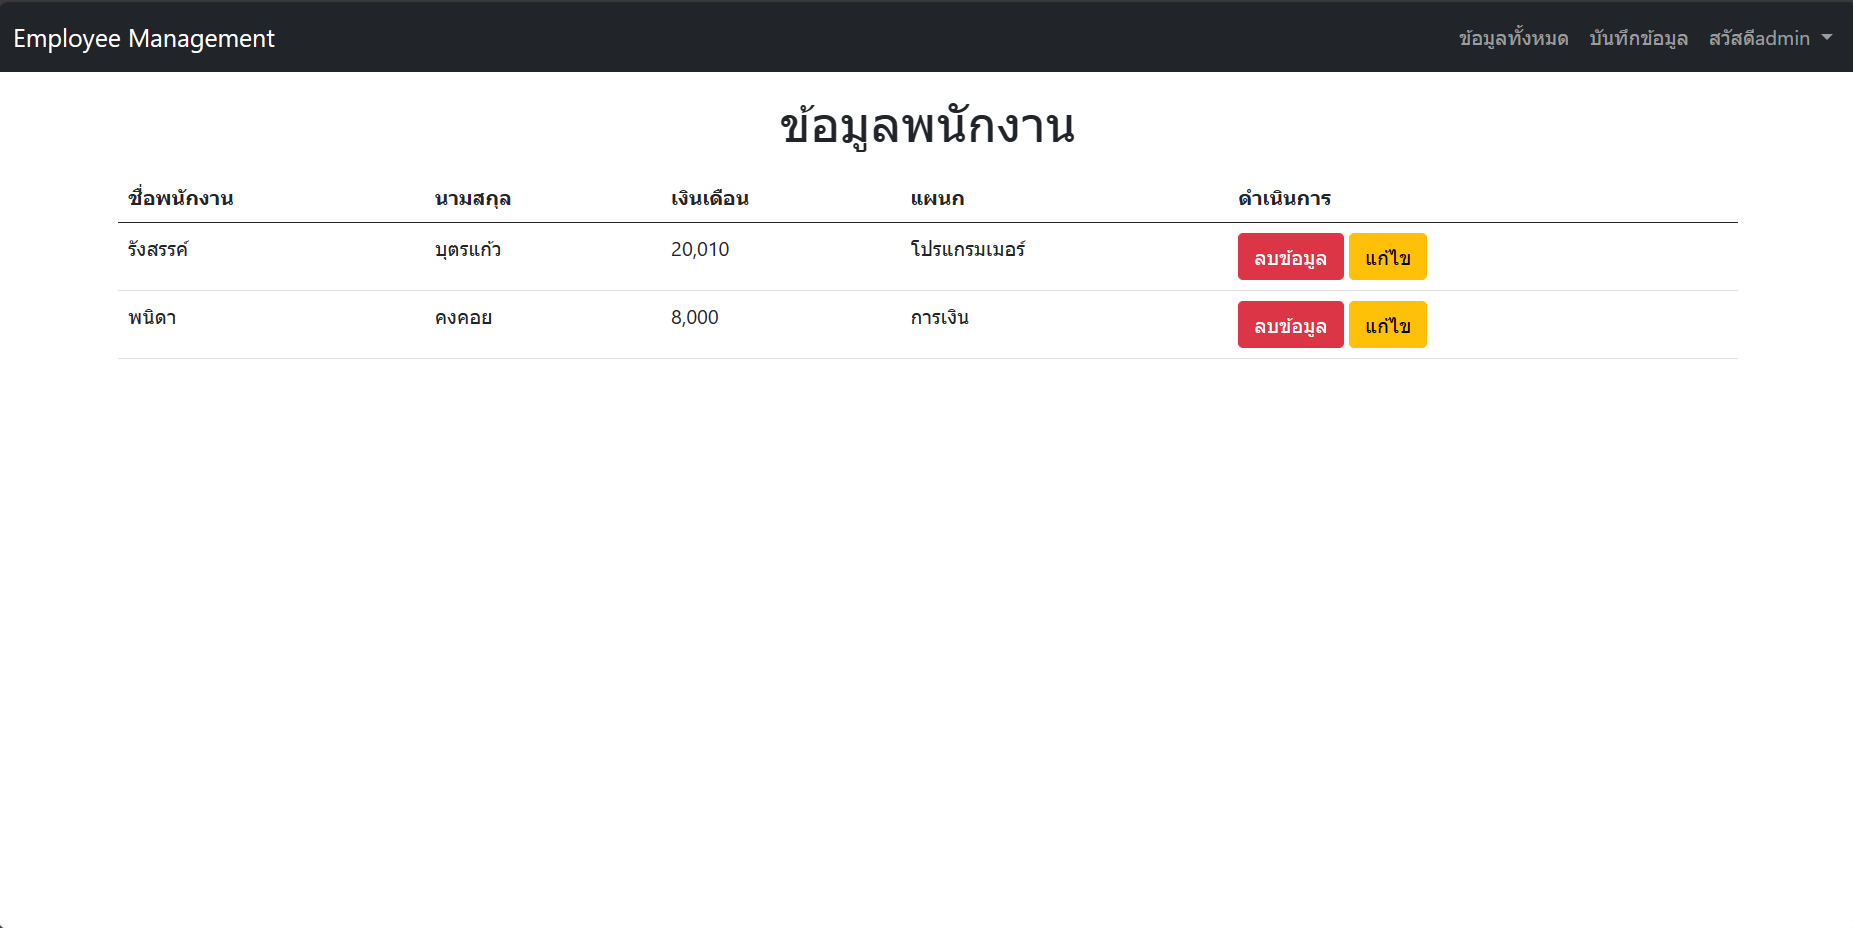 Employee Management ข้อมูลทั้งหมด บันทึกข้อมูล สวัสดีadmin
ข้อมูลพนักงาน
ชื่อพนักงาน นามสกุล เงินเดือน แผนก ดำเนินการ
รังสรรค์ บุตรแก้ว 20,010 โปรแกรมเมอร์ ลบข้อมูล แก้ไข
พนิดา คงคอย 8,000 การเงิน ลบข้อมูล แก้ไข